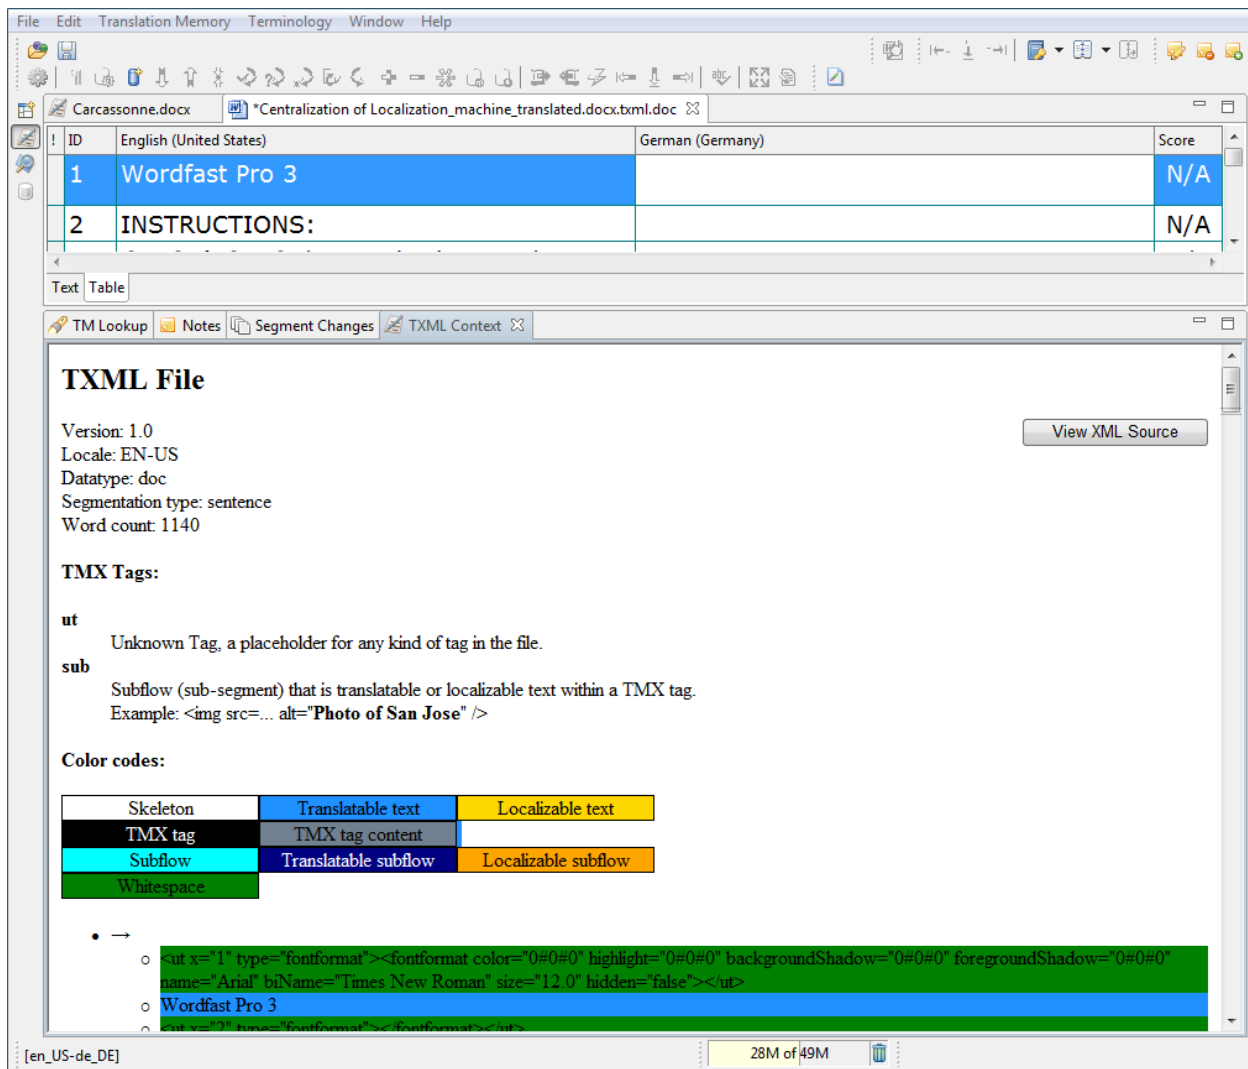 File Edit Translation Memory Terminology Window Help
Carcassonne.docx *Centralization of Localization_machine_translated.docx.txml.doc
! ID English (United States) German (Germany) Score
1 Wordfast Pro 3 N/A
2 INSTRUCTIONS: N/A
Text Table
TM Lookup Notes Segment Changes TXML Context
TXML File
Version: 1.0
View XML Source
Locale: EN-US
Datatype: doc
Segmentation type: sentence
Word count: 1140
TMX Tags:
ut
Unknown Tag, a placeholder for any kind of tag in the file.
sub
Subflow (sub-segment) that is translatable or localizable text within a TMX tag.
Example: <img src=... alt="Photo of San Jose" />
Color codes:
Skeleton Translatable text Localizable text
TMX tag TMX tag content
Subflow Translatable subflow Localizable subflow
Whitespace
• →
○ <ut x="1" type="fontformat"><fontformat color="0#0#0" highlight="0#0#0" backgroundShadow="0#0#0" foregroundShadow="0#0#0"
name="Arial" biName="Times New Roman" size="12.0" hidden="false"></ut>
○ Wordfast Pro 3
○ <ut x="2" type="fontformat"></fontformat></ut>
[en_US-de_DE] 28M of 49M